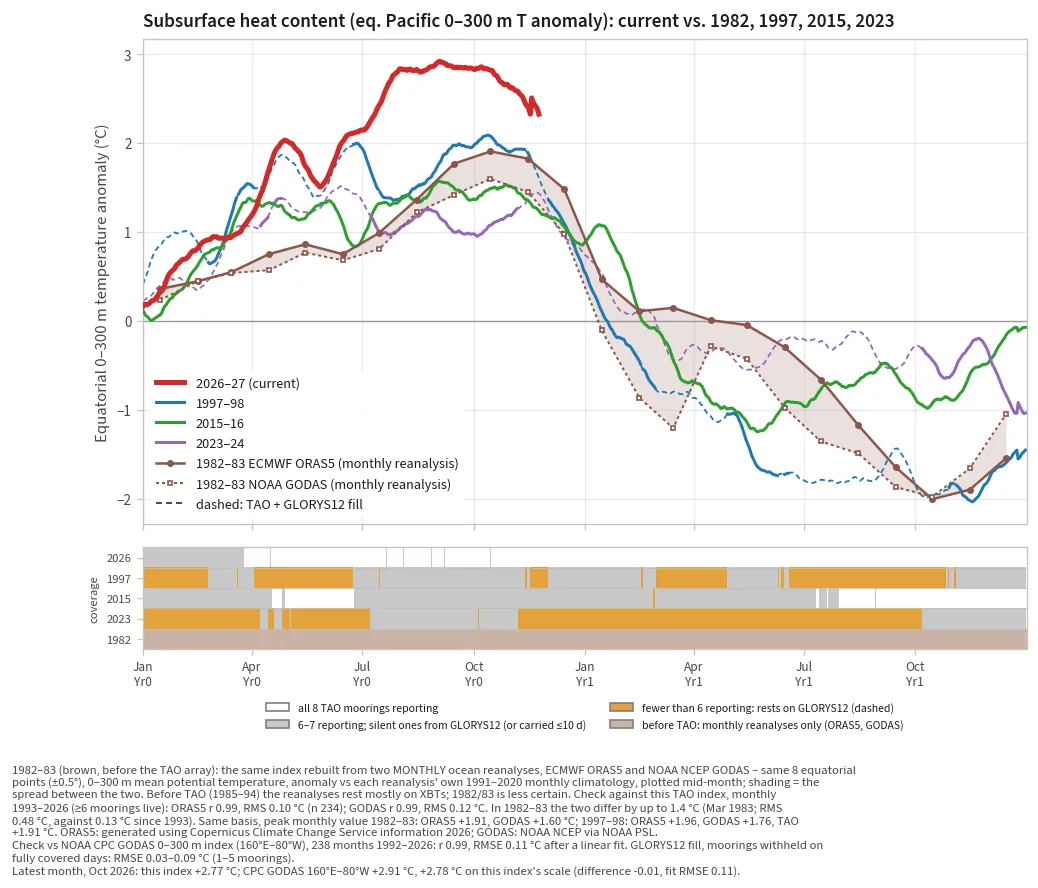 Subsurface heat content (eq. Pacific 0–300 m T anomaly): current vs. 1982, 1997, 2015, 2023
Equatorial 0–300 m temperature anomaly (°C)
3
2
1
0
−1
−2
2026–27 (current)
1997–98
2015–16
2023–24
1982–83 ECMWF ORAS5 (monthly reanalysis)
1982–83 NOAA GODAS (monthly reanalysis)
dashed: TAO + GLORYS12 fill
coverage
2026
1997
2015
2023
1982
Jan Apr Jul Oct Jan Apr Jul Oct
Yr0 Yr0 Yr0 Yr0 Yr1 Yr1 Yr1 Yr1
all 8 TAO moorings reporting
6–7 reporting; silent ones from GLORYS12 (or carried ≤10 d)
fewer than 6 reporting: rests on GLORYS12 (dashed)
before TAO: monthly reanalyses only (ORAS5, GODAS)
1982–83 (brown, before the TAO array): the same index rebuilt from two MONTHLY ocean reanalyses, ECMWF ORAS5 and NOAA NCEP GODAS – same 8 equatorial
points (±0.5°), 0–300 m mean potential temperature, anomaly vs each reanalysis' own 1991–2020 monthly climatology, plotted mid-month; shading = the
spread between the two. Before TAO (1985–94) the reanalyses rest mostly on XBTs; 1982/83 is less certain. Check against this TAO index, monthly
1993–2026 (≥6 moorings live): ORAS5 r 0.99, RMS 0.10 °C (n 234); GODAS r 0.99, RMS 0.12 °C. In 1982–83 the two differ by up to 1.4 °C (Mar 1983; RMS
0.48 °C, against 0.13 °C since 1993). Same basis, peak monthly value 1982–83: ORAS5 +1.91, GODAS +1.60 °C; 1997–98: ORAS5 +1.96, GODAS +1.76, TAO
+1.91 °C. ORAS5: generated using Copernicus Climate Change Service information 2026; GODAS: NOAA NCEP via NOAA PSL.
Check vs NOAA CPC GODAS 0–300 m index (160°E–80°W), 238 months 1992–2026: r 0.99, RMSE 0.11 °C after a linear fit. GLORYS12 fill, moorings withheld on
fully covered days: RMSE 0.03–0.09 °C (1–5 moorings).
Latest month, Oct 2026: this index +2.77 °C; CPC GODAS 160°E–80°W +2.91 °C, +2.78 °C on this index's scale (difference -0.01, fit RMSE 0.11).